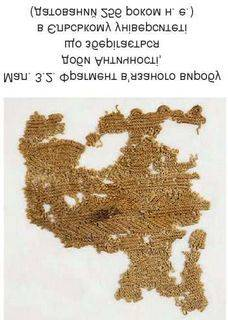 Мал. 3.2. Фрагмент в'язаного виробу
доби Античності,
що зберігається
в Єльському університеті
(датований 256 роком н. е.)